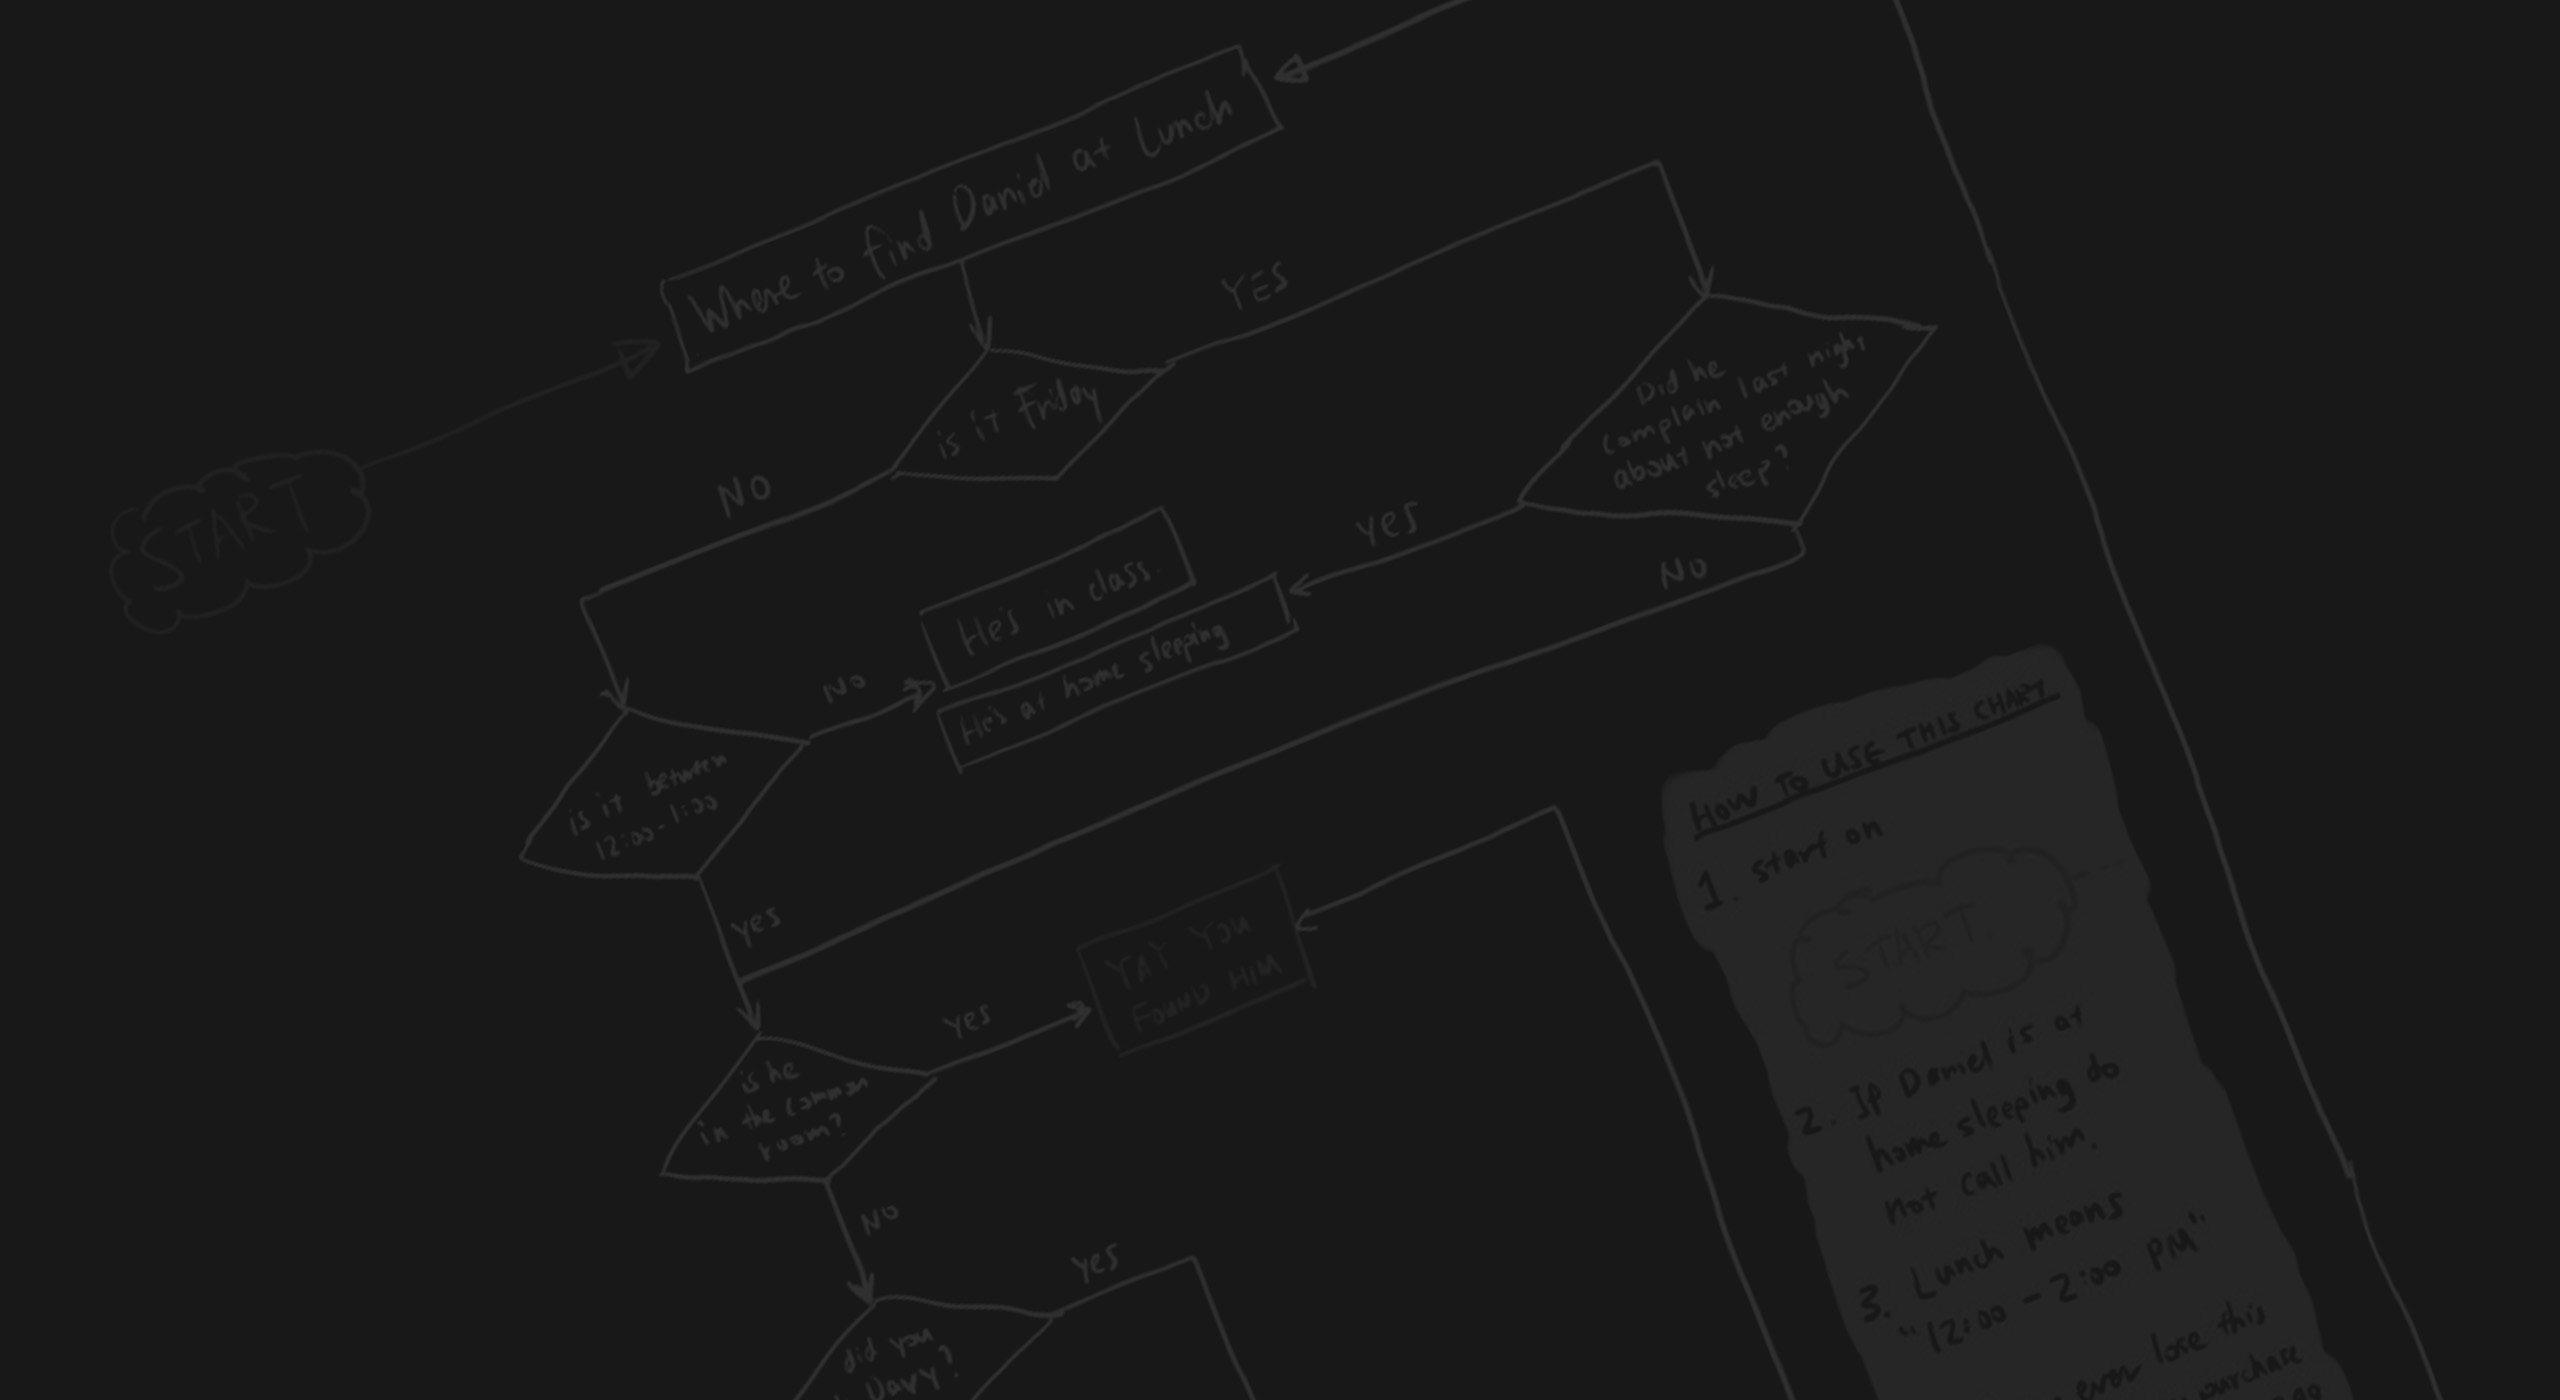 START
Where to find Daniel at Lunch
is it Friday
YES
NO
Did he
complain last night
about not enough
sleep?
YES
NO
He's in class.
He's at home sleeping
is it between
12:00-1:00
No
yes
is he
in the common
room?
yes
YAY YOU
FOUND HIM
NO
did you
Davy?
yes
HOW TO USE THIS CHART
1. start on
START
2. If Daniel is at
home sleeping do
not call him.
3. Lunch means
"12:00 - 2:00 PM"
ever lose this
purchase